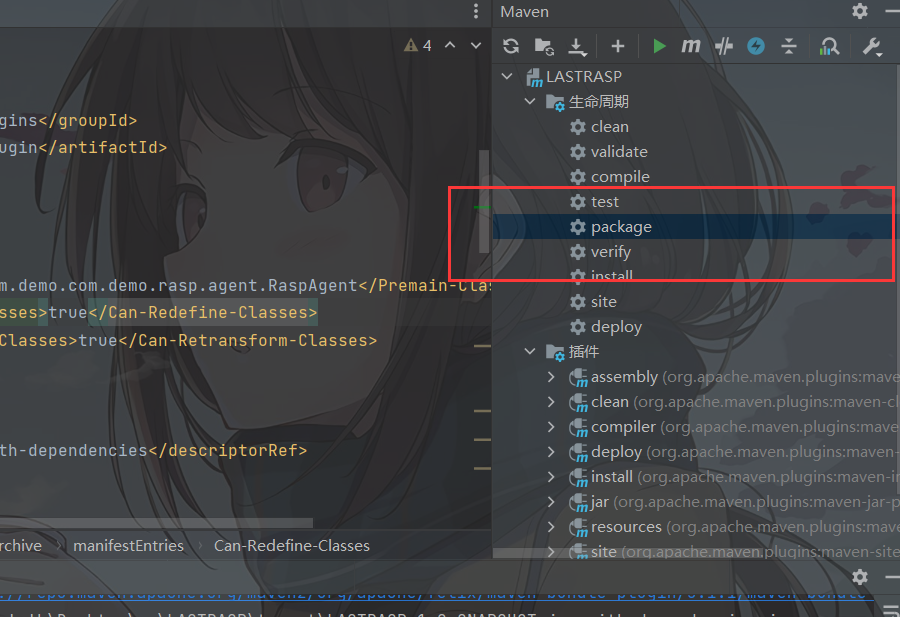 Maven
4
LASTRASP
生命周期
clean
validate
compile
test
package
verify
install
site
deploy
插件
assembly (org.apache.maven.plugins:mave
clean (org.apache.maven.plugins:maven-cl
compiler (org.apache.maven.plugins:mave
deploy (org.apache.maven.plugins:maven-
install (org.apache.maven.plugins:maven-in
jar (org.apache.maven.plugins:maven-jar-p
resources (org.apache.maven.plugins:mave
site (org.apache.maven.plugins:maven-site
gins</groupId>
ugin</artifactId>
m.demo.com.demo.rasp.agent.RaspAgent</Premain-Clas
sses>true</Can-Redefine-Classes>
Classes>true</Can-Retransform-Classes>
th-dependencies</descriptorRef>
rchive
manifestEntries
Can-Redefine-Classes